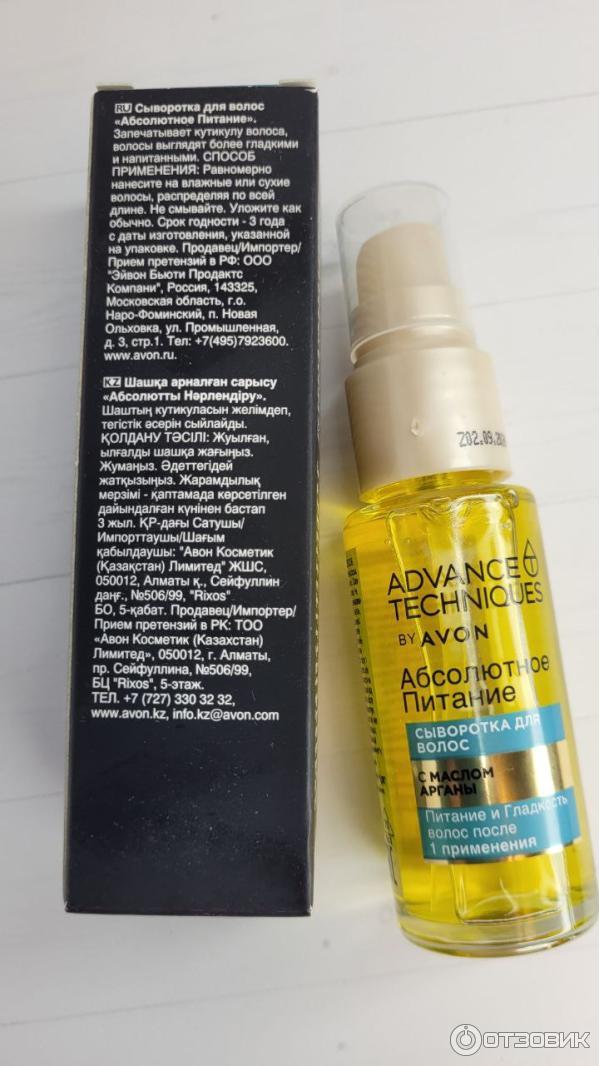 RU Сыворотка для волос
«Абсолютное Питание».
Запечатывает кутикулу волоса,
волосы выглядят более гладкими
и напитанными. СПОСОБ
ПРИМЕНЕНИЯ: Равномерно
нанесите на влажные или сухие
волосы, распределяя по всей
длине. Не смывайте. Уложите как
обычно. Срок годности - 3 года
с даты изготовления, указанной
на упаковке. Продавец/Импортер/
Прием претензий в РФ: ООО
"Эйвон Бьюти Продактс
Компани", Россия, 143325,
Московская область, г.о.
Наро-Фоминский, п. Новая
Ольховка, ул. Промышленная,
д. 3, стр.1. Тел: +7(495)7923600.
www.avon.ru.
KZ Шашқа арналған сарысу
«Абсолютты Нәрлендіру».
Шаштың кутикуласын желімдеп,
тегістік әсерін сыйлайды.
ҚОЛДАНУ ТӘСІЛІ: Жуылған,
ылғалды шашқа жағыңыз.
Жумаңыз. Әдеттегідей
жатқызыңыз. Жарамдылық
мерзімі - қаптамада көрсетілген
дайындалған күнінен бастап
3 жыл. ҚР-дағы Сатушы/
Импорттаушы/Шағым
қабылдаушы: "Авон Косметик
(Қазақстан) Лимитед" ЖШС,
050012, Алматы қ., Сейфуллин
даңғ., №506/99, "Rixos"
БО, 5-қабат. Продавец/Импортер/
Прием претензий в РК: ТОО
«Авон Косметик (Казахстан)
Лимитед», 050012, г. Алматы,
пр. Сейфуллина, №506/99,
БЦ "Rixos", 5-этаж.
ТЕЛ. +7 (727) 330 32 32,
www.avon.kz, info.kz@avon.com
Z02.09.20
ADVANCE
TECHNIQUES
BY AVON
Абсолютное
Питание
СЫВОРОТКА ДЛЯ
ВОЛОС
С МАСЛОМ
АРГАНЫ
Питание и Гладкость
волос после
1 применения
ОТЗОВИК